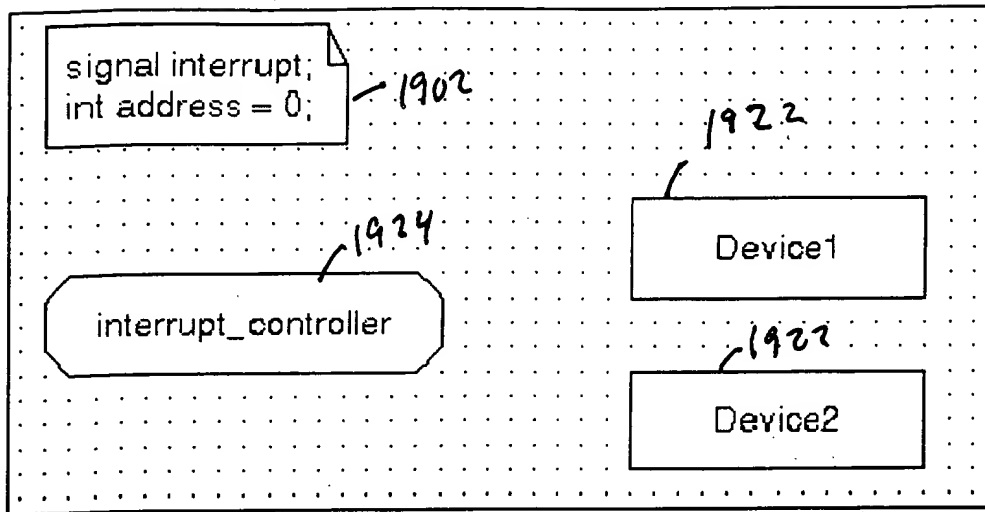 signal interrupt;
int address = 0;
1902
1922
Device1
1924
interrupt_controller
1922
Device2